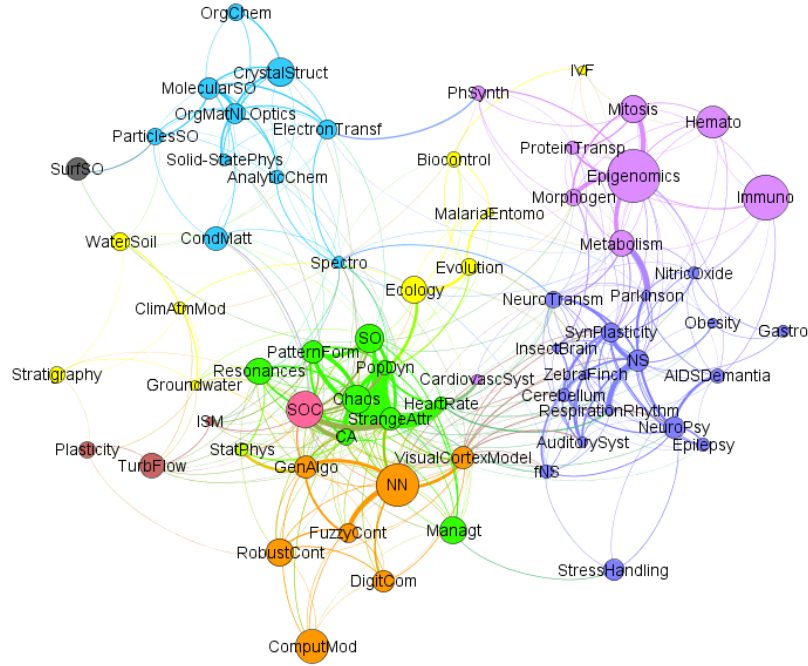 OrgChem
CrystalStruct
IVF
MolecularSO
PhSynth
Mitosis
OrgMatNLOptics
Hemato
ParticlesSO
ElectronTransf
ProteinTransp
Solid-StatePhys
Biocontrol
SurfSO
AnalyticChem
Epigenomics
Morphogen
Immuno
MalariaEntomo
WaterSoil
CondMatt
Metabolism
Spectro
Evolution
NitricOxide
Ecology
NeuroTransm
Parkinson
ClimAtmMod
SynPlasticity
Obesity
Gastro
SO
InsectBrain
PatternForm
NS
Resonances
PopDyn
Stratigraphy
ZebraFinch
AIDSDemantia
CardiovascSyst
Groundwater
Chaos
Cerebellum
HeartRate
SOC
RespirationRhythm
ISM
StrangeAttr
NeuroPsy
CA
AuditorySyst
Epilepsy
Plasticity
StatPhys
VisualCortexModel
TurbFlow
GenAlgo
fNS
NN
FuzzyCont
Managt
RobustCont
StressHandling
DigitCom
ComputMod